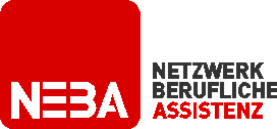 NEBA
NETZWERK
BERUFLICHE
ASSISTENZ